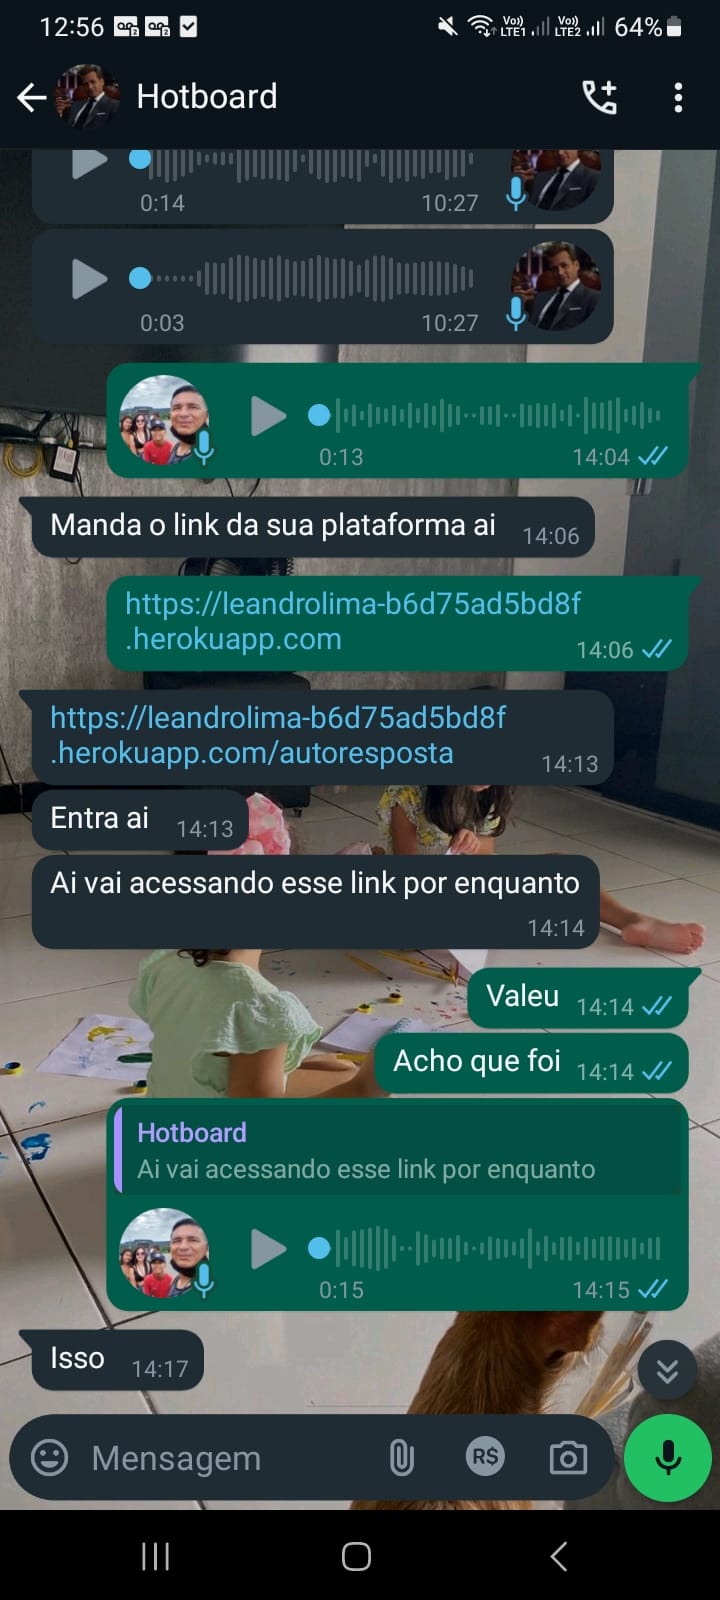 12:56
Vo) LTE1
Vo) LTE2
64%
Hotboard
0:14 10:27
0:03 10:27
0:13 14:04
Manda o link da sua plataforma ai 14:06
https://leandrolima-b6d75ad5bd8f
.herokuapp.com 14:06
https://leandrolima-b6d75ad5bd8f
.herokuapp.com/autoresposta 14:13
Entra ai 14:13
Ai vai acessando esse link por enquanto
14:14
Valeu 14:14
Acho que foi 14:14
Hotboard
Ai vai acessando esse link por enquanto
0:15 14:15
Isso 14:17
Mensagem R$